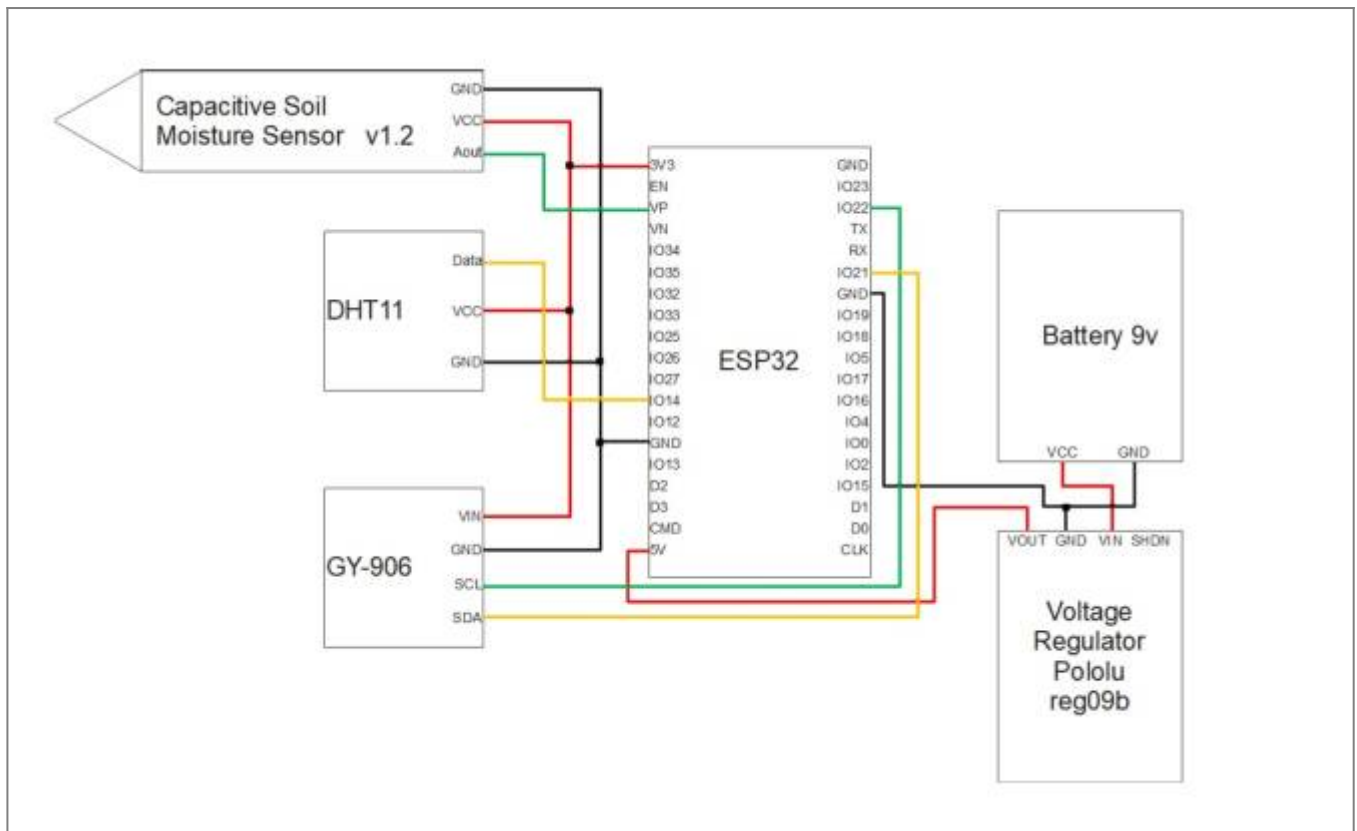 Capacitive Soil
Moisture Sensor v1.2
GND
VCC
Aout
DHT11
Data
VCC
GND
GY-906
VIN
GND
SCL
SDA
ESP32
3V3
EN
VP
VN
IO34
IO35
IO32
IO33
IO25
IO26
IO27
IO14
IO12
GND
IO13
D2
D3
CMD
5V
GND
IO23
IO22
TX
RX
IO21
GND
IO19
IO18
IO5
IO17
IO16
IO4
IO0
IO2
IO15
D1
D0
CLK
Battery 9v
VCC GND
VOUT GND VIN SHDN
Voltage
Regulator
Pololu
reg09b